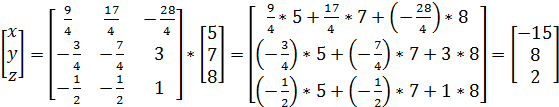 [x y z] = [9/4 17/4 −28/4; −3/4 −7/4 3; −1/2 −1/2 1] * [5 7 8] = [9/4 * 5 + 17/4 * 7 + (−28/4) * 8; (−3/4) * 5 + (−7/4) * 7 + 3 * 8; (−1/2) * 5 + (−1/2) * 7 + 1 * 8] = [−15 8 2]